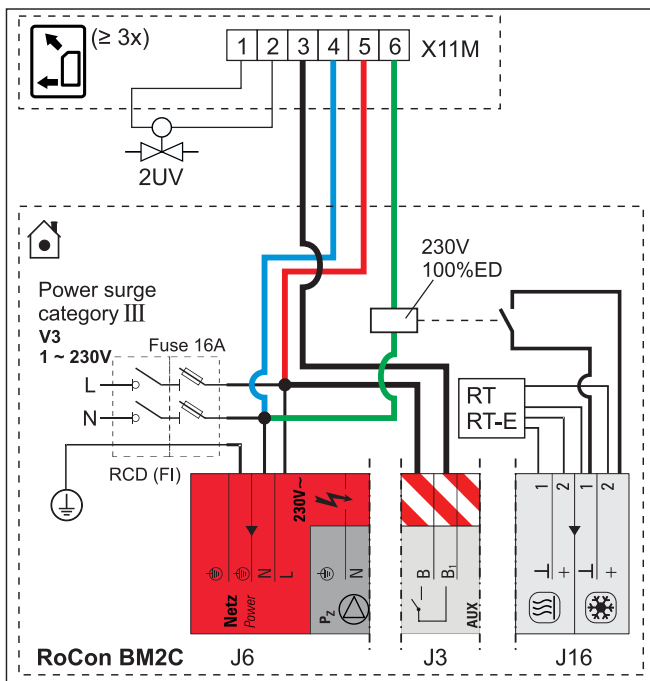 (≥ 3x)
1 2 3 4 5 6 X11M
2UV
230V
100%ED
Power surge
category III
V3
1 ~ 230V
Fuse 16A
L
N
RCD (FI)
RT
RT-E
230V~
N
L
Netz
Power
N
PZ
B
B1
AUX
1
2
1
2
+
+
RoCon BM2C J6 J3 J16